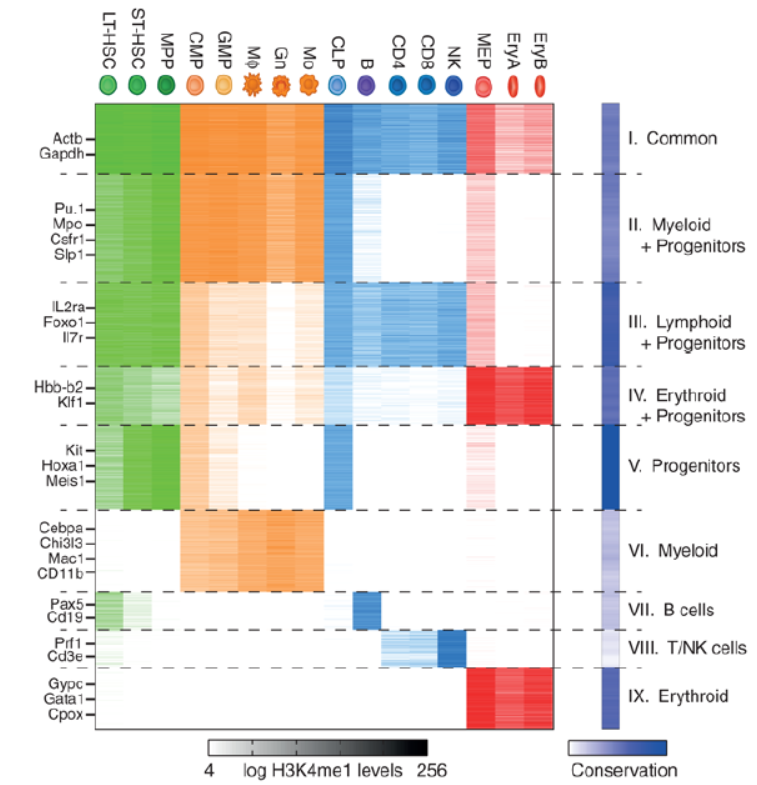 LT-HSC ST-HSC MPP CMP GMP Mϕ Gn Mo CLP B CD4 CD8 NK MEP EryA EryB
Actb
Gapdh
I. Common
Pu.1
Mpo
Csfr1
Slp1
II. Myeloid
+ Progenitors
IL2ra
Foxo1
Il7r
III. Lymphoid
+ Progenitors
Hbb-b2
Klf1
IV. Erythroid
+ Progenitors
Kit
Hoxa1
Meis1
V. Progenitors
Cebpa
Chi3l3
Mac1
CD11b
VI. Myeloid
Pax5
Cd19
VII. B cells
Prf1
Cd3e
VIII. T/NK cells
Gypc
Gata1
Cpox
IX. Erythroid
4 log H3K4me1 levels 256
Conservation